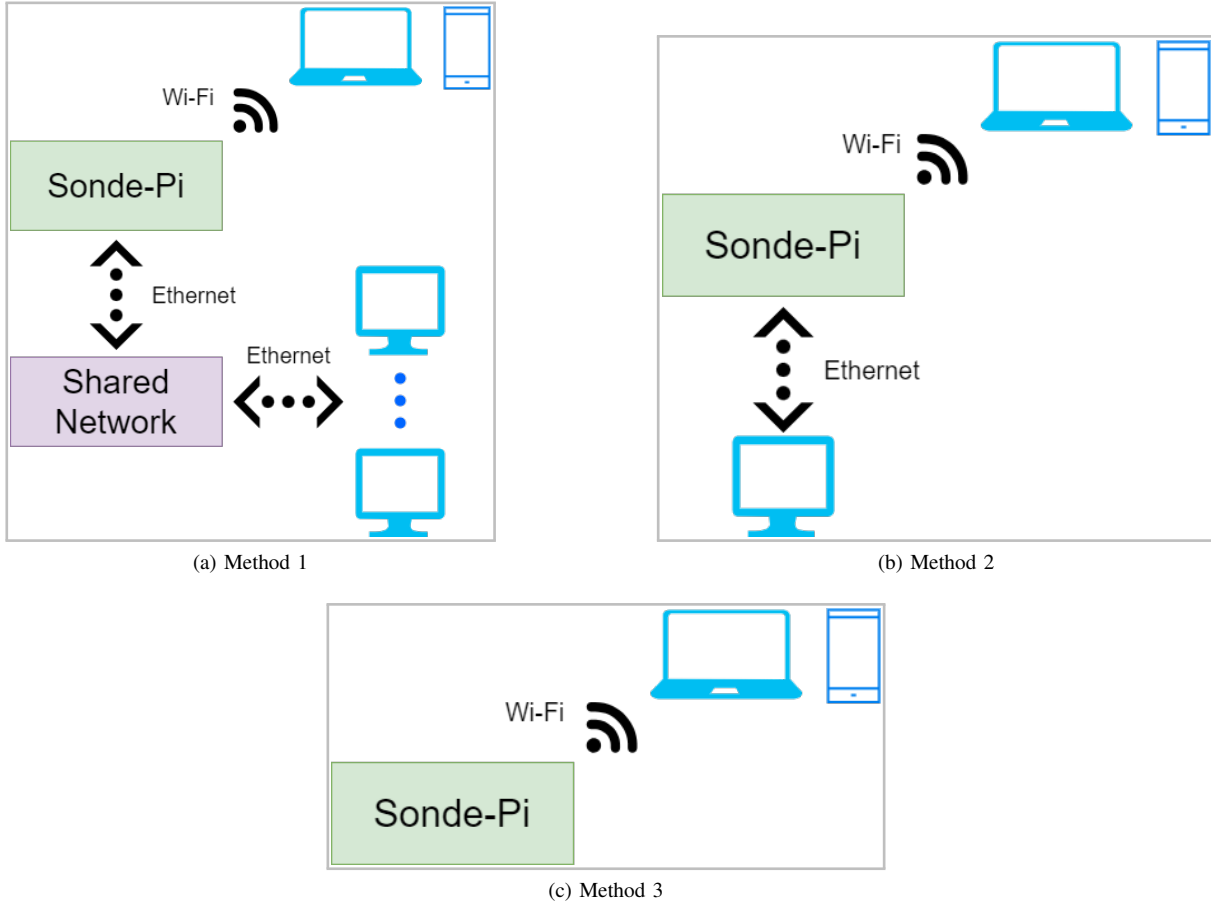 Wi-Fi
Sonde-Pi
Ethernet
Ethernet
Shared
Network
(a) Method 1
Wi-Fi
Sonde-Pi
Ethernet
(b) Method 2
Wi-Fi
Sonde-Pi
(c) Method 3